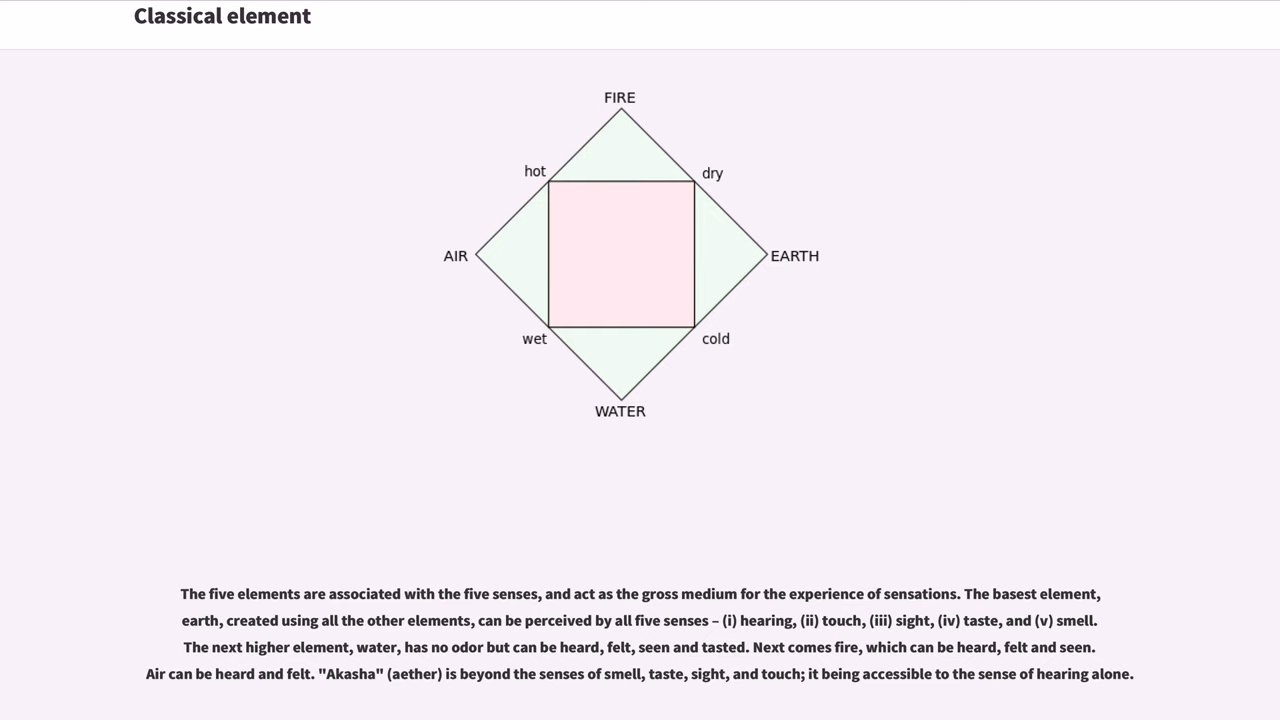 Classical element
FIRE
hot
dry
AIR
EARTH
wet
cold
WATER
The five elements are associated with the five senses, and act as the gross medium for the experience of sensations. The basest element,
earth, created using all the other elements, can be perceived by all five senses – (i) hearing, (ii) touch, (iii) sight, (iv) taste, and (v) smell.
The next higher element, water, has no odor but can be heard, felt, seen and tasted. Next comes fire, which can be heard, felt and seen.
Air can be heard and felt. "Akasha" (aether) is beyond the senses of smell, taste, sight, and touch; it being accessible to the sense of hearing alone.